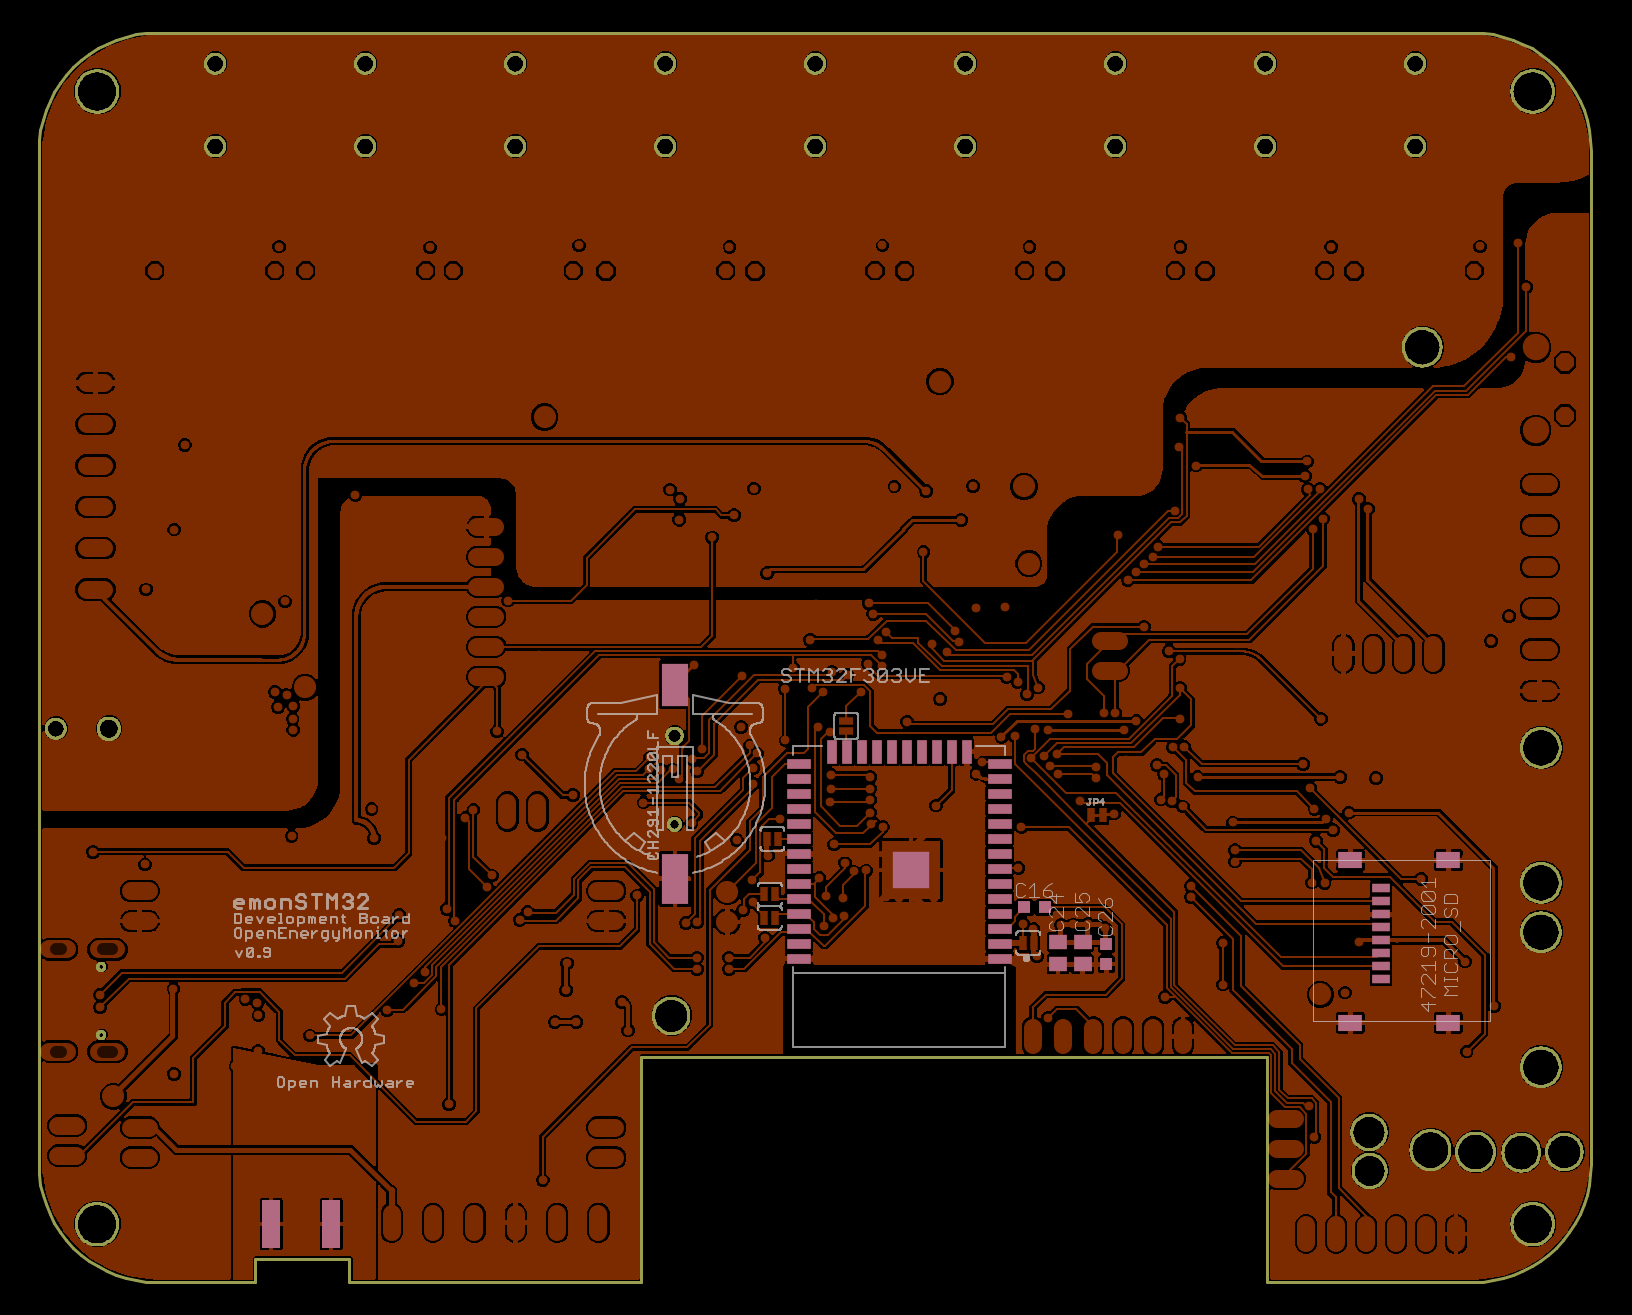 STM32F303VE
CH291-1220LF
JP4
C16
C24
C25
C26
47219-2001
MICRO_SD
emonSTM32
Development Board
OpenEnergyMonitor
v0.9
Open Hardware